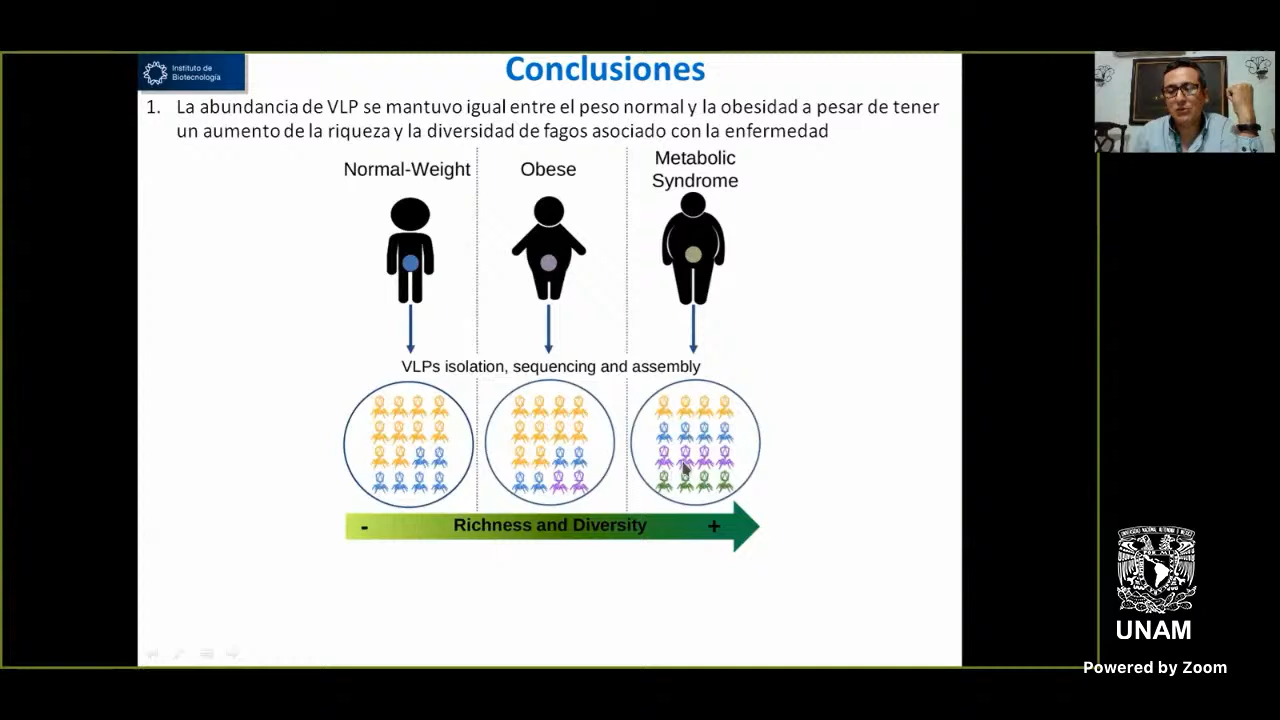 Instituto de
Biotecnología
Conclusiones
1. La abundancia de VLP se mantuvo igual entre el peso normal y la obesidad a pesar de tener
un aumento de la riqueza y la diversidad de fagos asociado con la enfermedad
Normal-Weight
Obese
Metabolic
Syndrome
VLPs isolation, sequencing and assembly
- Richness and Diversity +
UNAM
Powered by Zoom